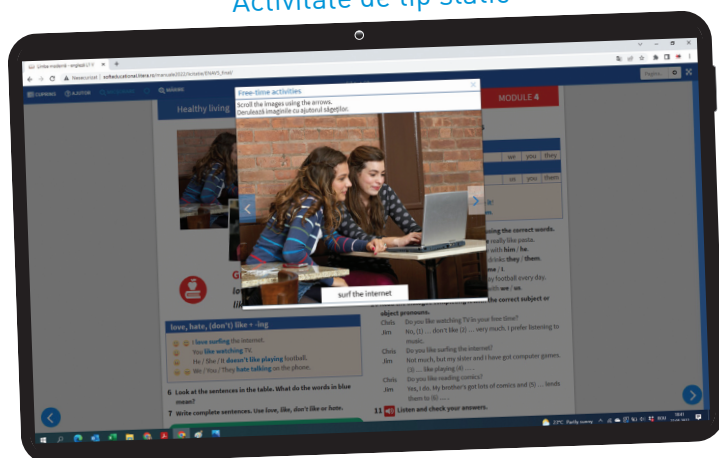 Activitate de tip static
Limba modernă - engleză L1 V
Nesecurizat | softeducational.litera.ro/manuale2022/
CUPRINS
AJUTOR
MĂRIRE
Healthy living
MODULE 4
Free-time activities
Scroll the images using the arrows.
Derulează imaginile cu ajutorul săgeților.
surf the internet
we you they
us you them
using the correct words.
really like pasta.
with him / he.
drinks they / them.
me / I.
play football every day.
with we / us.
the correct subject or
object pronouns.
Chris Do you like watching TV in your free time?
Jim No, (1) … don't like (2) … very much, I prefer listening to
music.
Chris Do you like surfing the internet?
Jim Not much, but my sister and I have got computer games
(3) … like playing (4) …
Chris Do you like reading comics?
Jim Yes, I do. My brother's got lots of comics and (5) … lends
them to (6) …
11 Listen and check your answers.
love, hate, (don't) like + -ing
I love surfing the internet.
You like watching TV.
He / She / It doesn't like playing football.
We / You / They hate talking on the phone.
6 Look at the sentences in the table. What do the words in blue
mean?
7 Write complete sentences. Use love, like, don't like or hate.
23°C Partly sunny
ROU